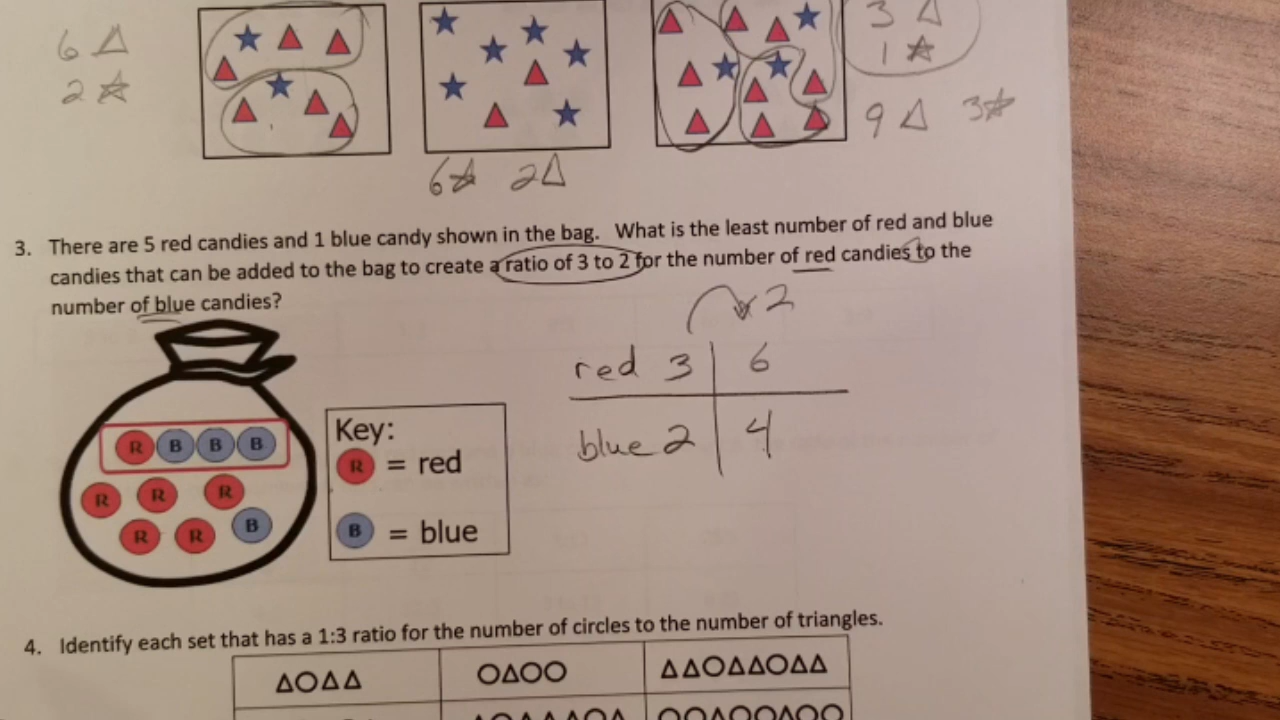 6 △
2 ☆
3 △
1 ☆
9 △ 3☆
6☆ 2△
3. There are 5 red candies and 1 blue candy shown in the bag. What is the least number of red and blue
candies that can be added to the bag to create a ratio of 3 to 2 for the number of red candies to the
number of blue candies?
2
red 3 6
blue 2 4
R B B B
R R R
R R B
Key:
R = red
B = blue
4. Identify each set that has a 1:3 ratio for the number of circles to the number of triangles.